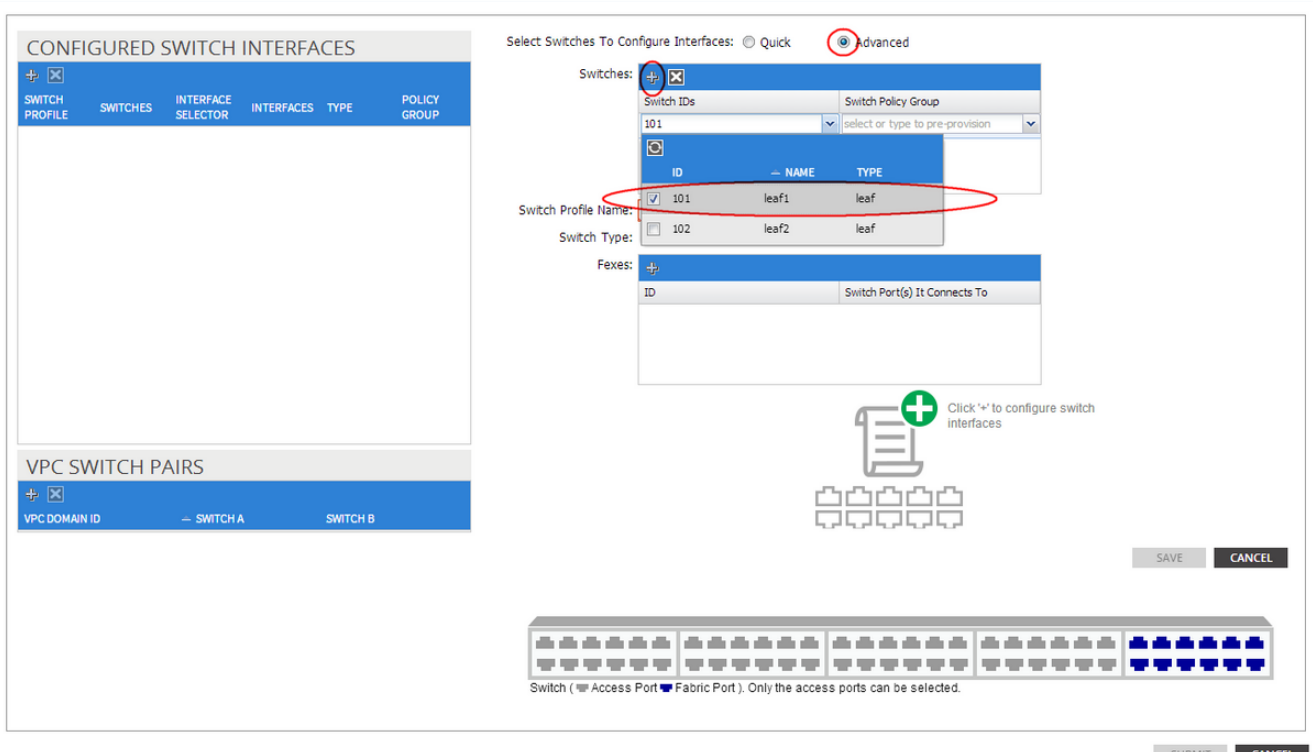 CONFIGURED SWITCH INTERFACES
SWITCH PROFILE SWITCHES INTERFACE SELECTOR INTERFACES TYPE POLICY GROUP
VPC SWITCH PAIRS
VPC DOMAIN ID SWITCH A SWITCH B
Select Switches To Configure Interfaces: Quick Advanced
Switches:
Switch IDs Switch Policy Group
101 select or type to pre-provision
ID NAME TYPE
101 leaf1 leaf
102 leaf2 leaf
Switch Profile Name:
Switch Type:
Fexes:
ID Switch Port(s) It Connects To
Click '+' to configure switch
interfaces
SAVE CANCEL
Switch ( Access Port Fabric Port ). Only the access ports can be selected.
SUBMIT CANCEL